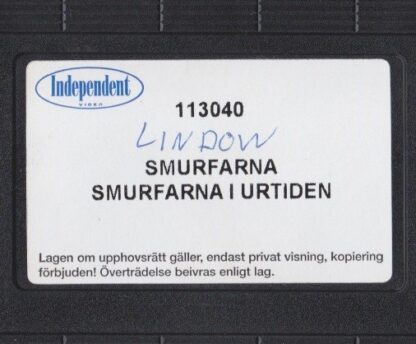 Independent
VIDEO
113040
LINDOW
SMURFARNA
SMURFARNA I URTIDEN
Lagen om upphovsrätt gäller, endast privat visning, kopiering
förbjuden! Överträdelse beivras enligt lag.